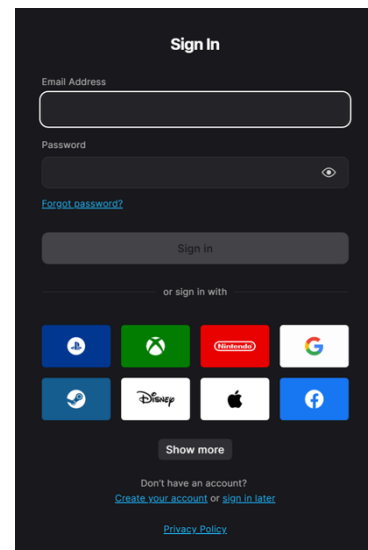 Sign In
Email Address
Password
Forgot password?
Sign in
or sign in with
Nintendo
G
Disney
Show more
Don't have an account?
Create your account or sign in later
Privacy Policy